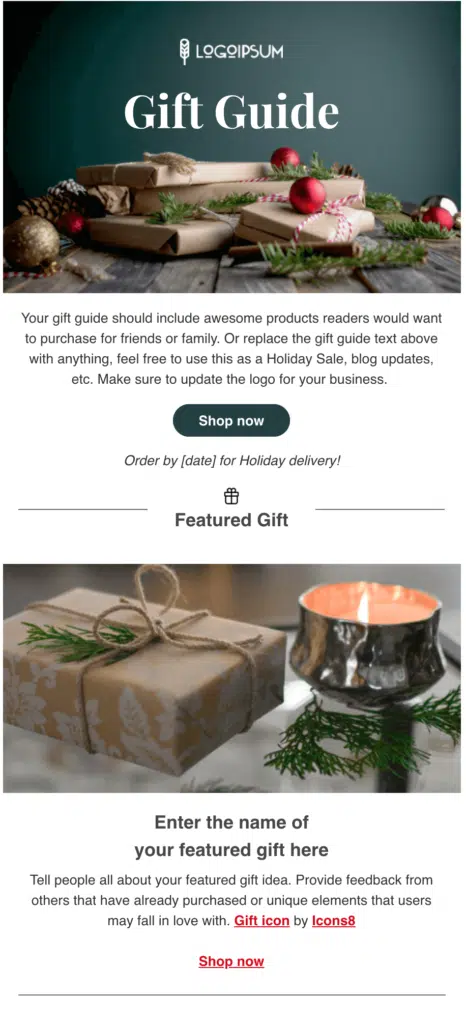 LOGOIPSUM
Gift Guide
Your gift guide should include awesome products readers would want
to purchase for friends or family. Or replace the gift guide text above
with anything, feel free to use this as a Holiday Sale, blog updates,
etc. Make sure to update the logo for your business.
Shop now
Order by [date] for Holiday delivery!
Featured Gift
Enter the name of
your featured gift here
Tell people all about your featured gift idea. Provide feedback from
others that have already purchased or unique elements that users
may fall in love with. Gift icon by Icons8
Shop now